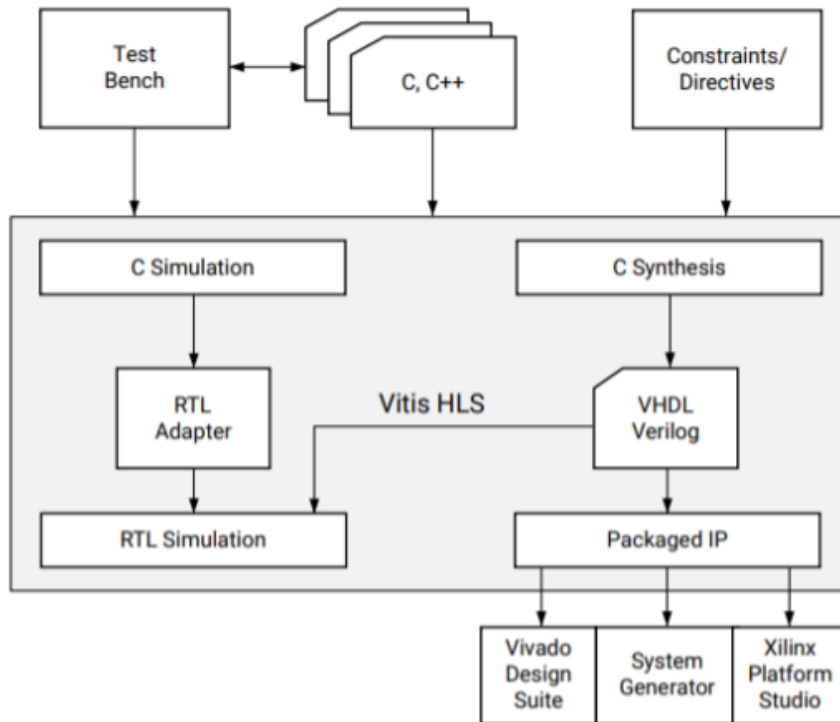 Test
Bench
C, C++
Constraints/
Directives
C Simulation
C Synthesis
RTL
Adapter
Vitis HLS
VHDL
Verilog
RTL Simulation
Packaged IP
Vivado
Design
Suite
System
Generator
Xilinx
Platform
Studio